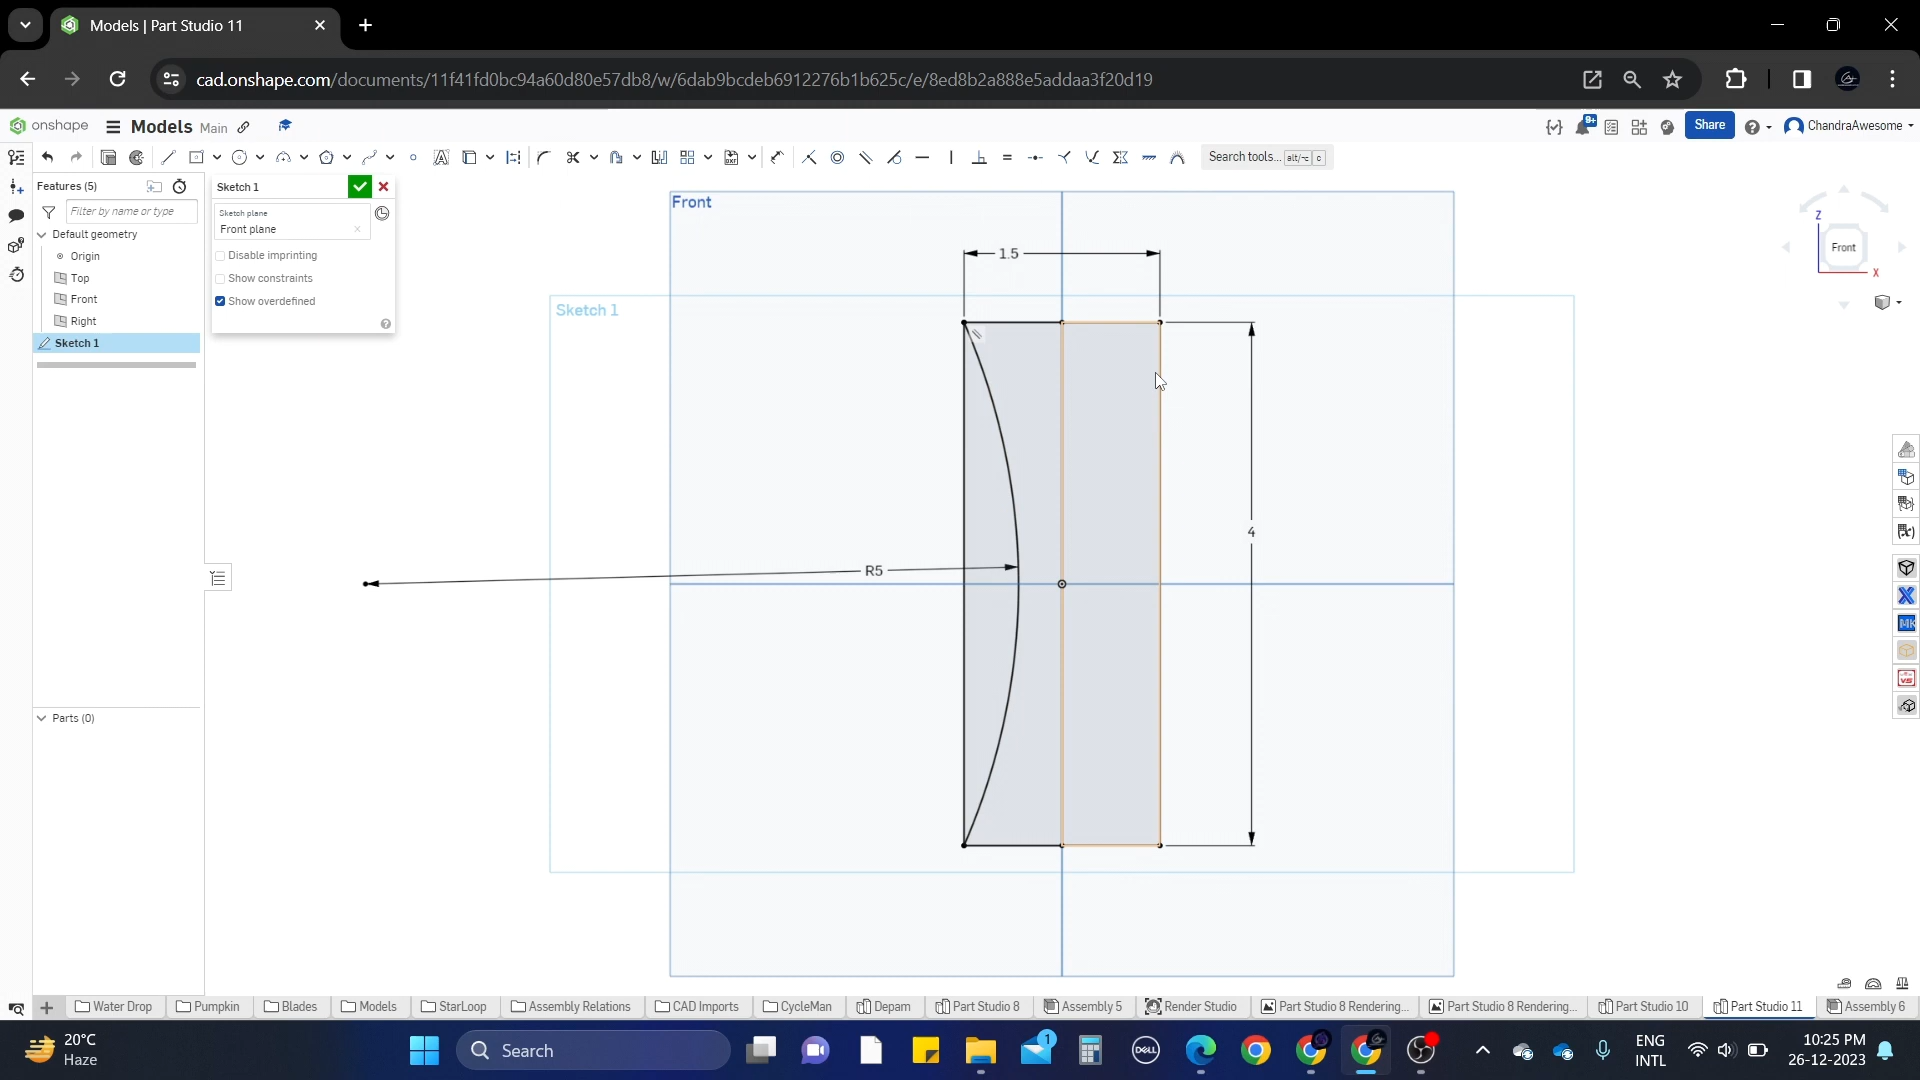 Models | Part Studio 11
cad.onshape.com/documents/11f41fd0bc94a60d80e57db8/w/6dab9bcdeb6912276b1b625c/e/8ed8b2a888e5addaa3f20d19
onshape
Models Main
9+
Share
ChandraAwesome
Search tools... alt/⌥ c
Features (5)
Filter by name or type
Default geometry
Origin
Top
Front
Right
Sketch 1
Parts (0)
Sketch 1
Sketch plane
Front plane
Disable imprinting
Show constraints
Show overdefined
Front
Sketch 1
1.5
4
R5
Z
Front
X
Water Drop
Pumpkin
Blades
Models
StarLoop
Assembly Relations
CAD Imports
CycleMan
Depam
Part Studio 8
Assembly 5
Render Studio
Part Studio 8 Rendering...
Part Studio 8 Rendering...
Part Studio 10
Part Studio 11
Assembly 6
20°C
Haze
Search
1
DELL
ENG
INTL
10:25 PM
26-12-2023